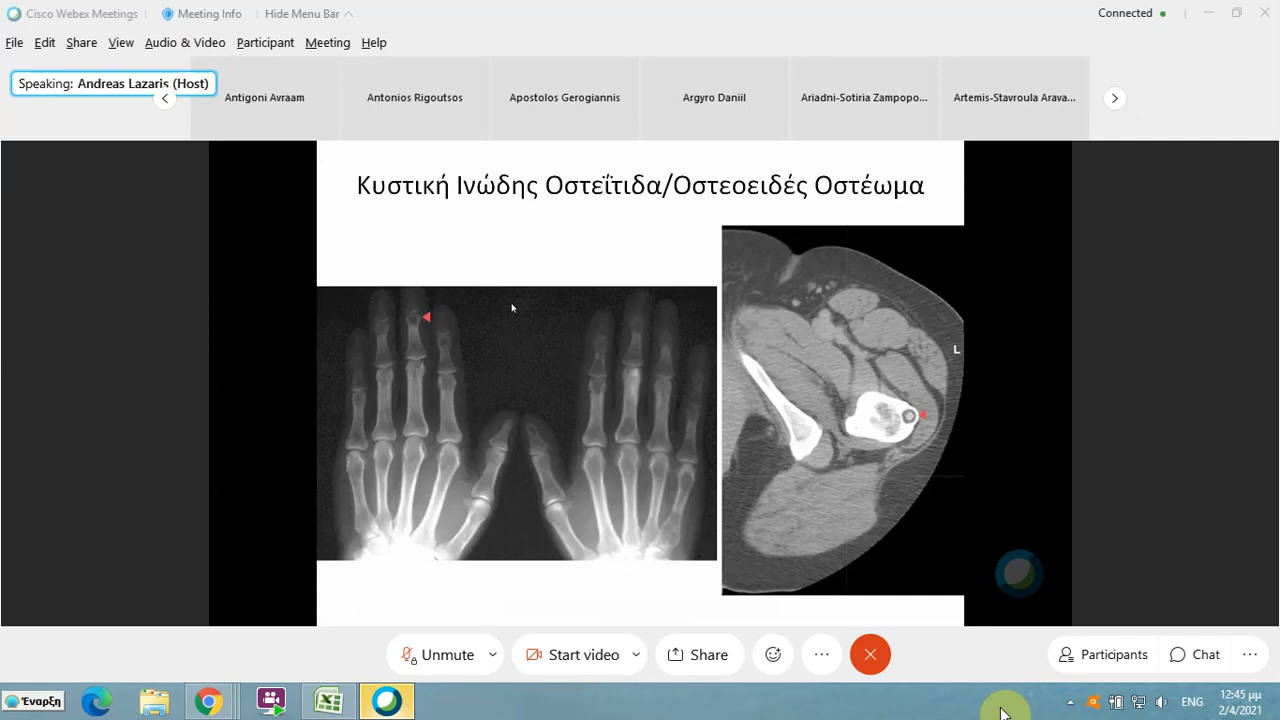 Cisco Webex Meetings Meeting Info Hide Menu Bar Connected
File Edit Share View Audio & Video Participant Meeting Help
Speaking: Andreas Lazaris (Host)
Antigoni Avraam Antonios Rigoutsos Apostolos Gerogiannis Argyro Daniil Ariadni-Sotiria Zampopo... Artemis-Stavroula Arava...
Κυστική Ινώδης Οστεΐτιδα/Οστεοειδές Οστέωμα
L
Unmute Start video Share Participants Chat
Έναρξη ΕΝG 12:45 μμ
2/4/2021